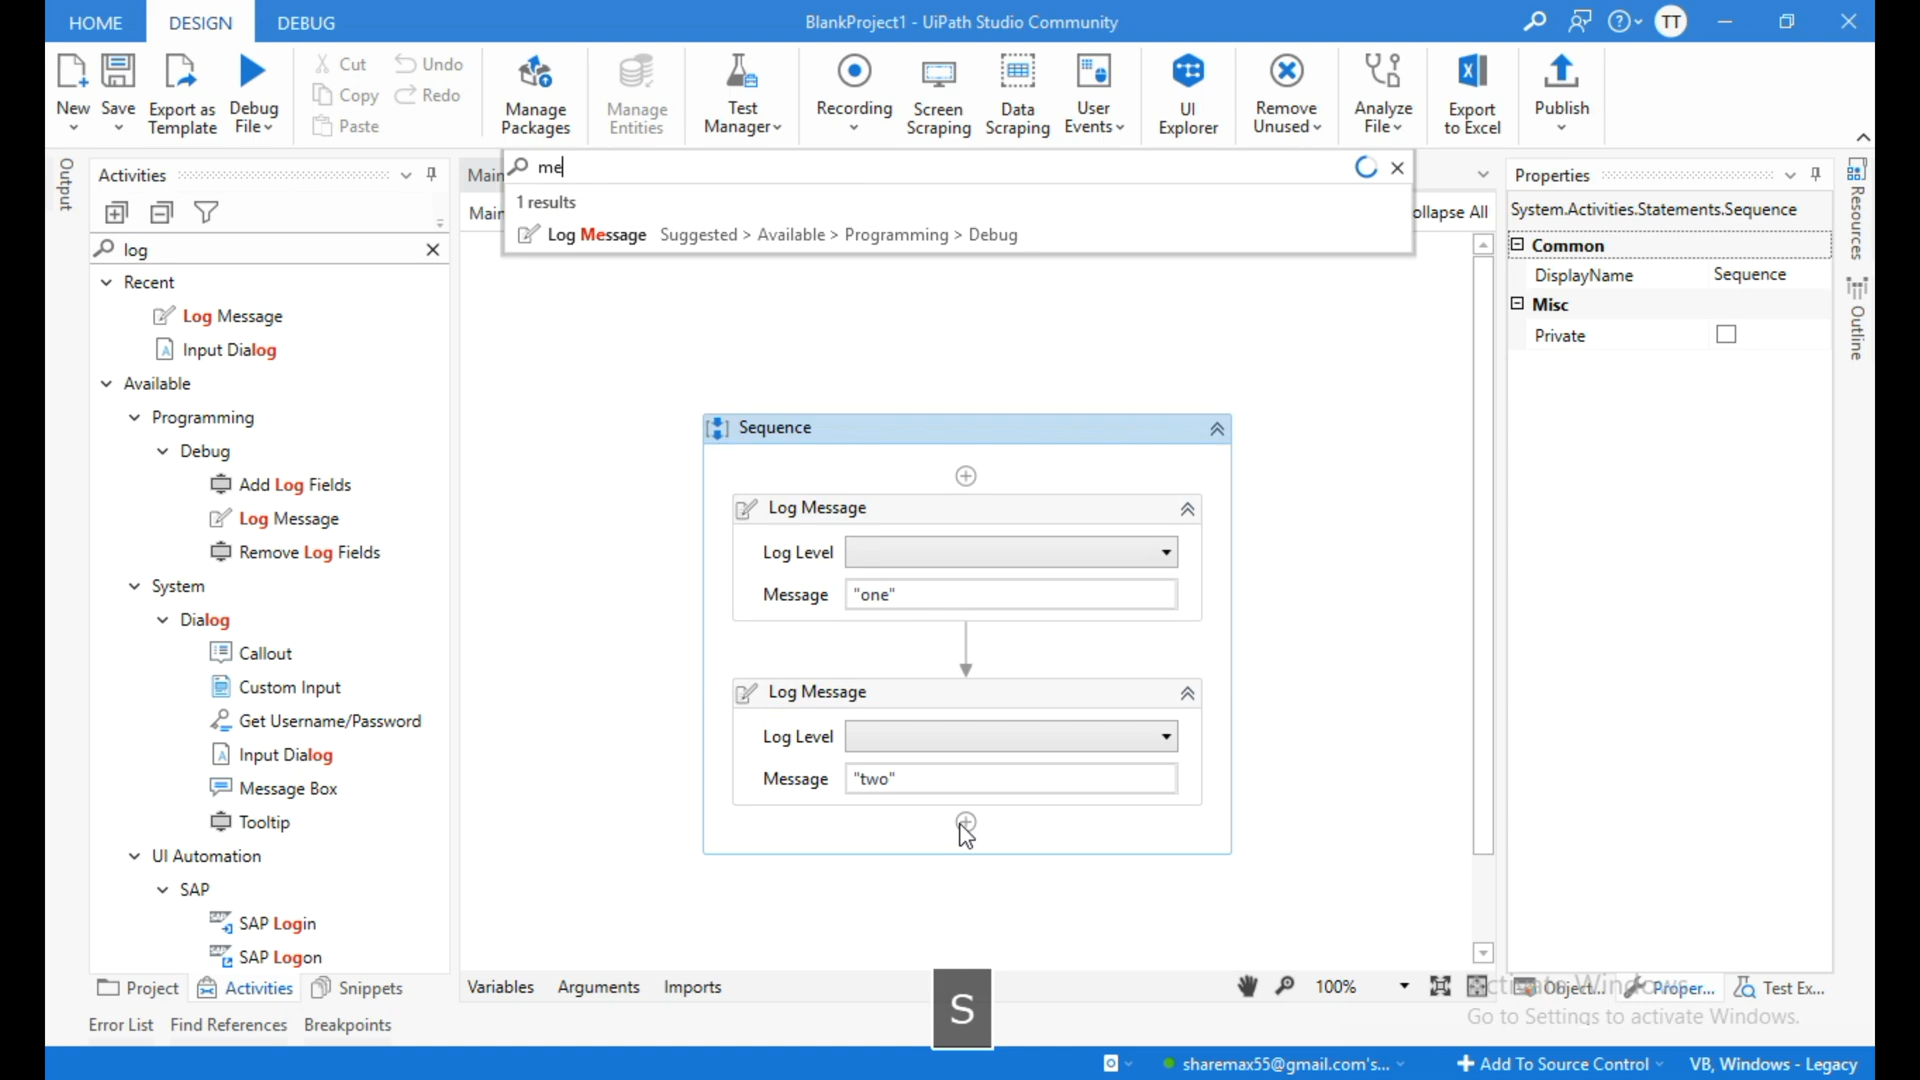 HOME
DESIGN
DEBUG
BlankProject1 - UiPath Studio Community
TT
New
Save
Export as
Template
Debug
File
Cut
Copy
Paste
Undo
Redo
Manage
Packages
Manage
Entities
Test
Manager
Recording
Screen
Scraping
Data
Scraping
User
Events
UI
Explorer
Remove
Unused
Analyze
File
Export
to Excel
Publish
Output
Activities
log
Recent
Log Message
Input Dialog
Available
Programming
Debug
Add Log Fields
Log Message
Remove Log Fields
System
Dialog
Callout
Custom Input
Get Username/Password
Input Dialog
Message Box
Tooltip
UI Automation
SAP
SAP Login
SAP Logon
Project
Activities
Snippets
Error List
Find References
Breakpoints
me
1 results
Log Message Suggested > Available > Programming > Debug
Sequence
Log Message
Log Level
Message "one"
Log Message
Log Level
Message "two"
Variables
Arguments
Imports
S
100%
Properties
System.Activities.Statements.Sequence
Common
DisplayName Sequence
Misc
Private
Resources
Outline
Object...
Proper...
Test Ex...
Go to Settings to activate Windows.
sharemax55@gmail.com's...
Add To Source Control
VB, Windows - Legacy